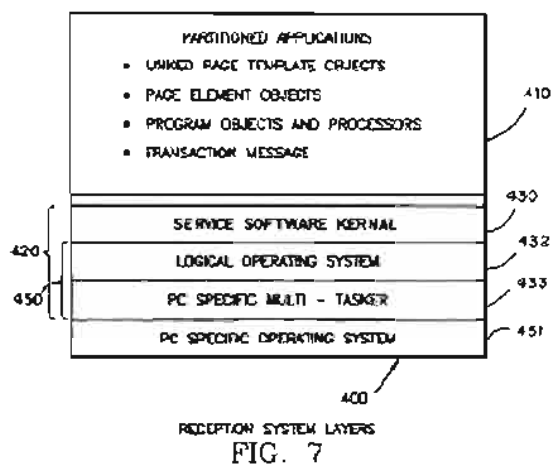 PARTITIONED APPLICATIONS
• LINKED PAGE TEMPLATE OBJECTS
• PAGE ELEMENT OBJECTS
• PROGRAM OBJECTS AND PROCESSORS
• TRANSACTION MESSAGE
410
430
SERVICE SOFTWARE KERNAL
420
432
LOGICAL OPERATING SYSTEM
450
433
PC SPECIFIC MULTI - TASKER
451
PC SPECIFIC OPERATING SYSTEM
400
RECEPTION SYSTEM LAYERS
FIG. 7